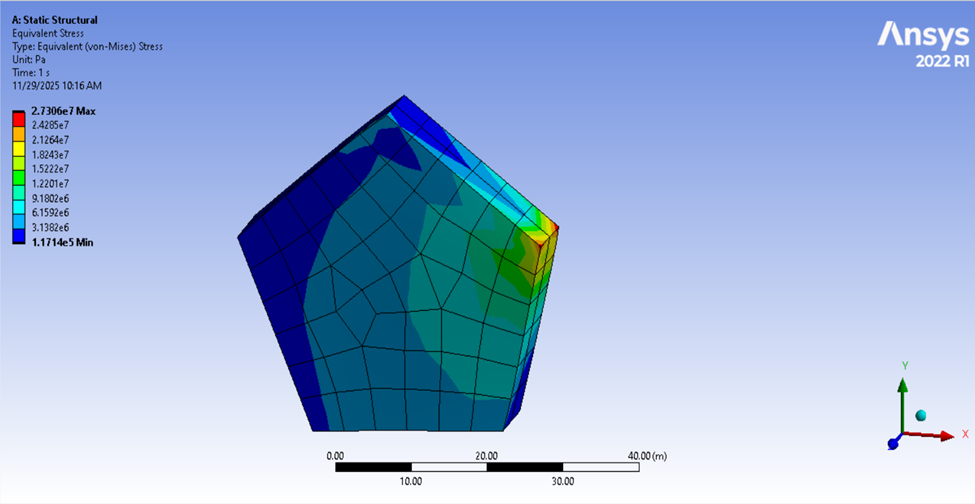 A: Static Structural
Equivalent Stress
Type: Equivalent (von-Mises) Stress
Unit: Pa
Time: 1 s
11/29/2025 10:16 AM
2.7306e7 Max
2.4285e7
2.1264e7
1.8243e7
1.5222e7
1.2201e7
9.1802e6
6.1592e6
3.1382e6
1.1714e5 Min
Ansys
2022 R1
Y
X
0.00 20.00 40.00 (m)
10.00 30.00